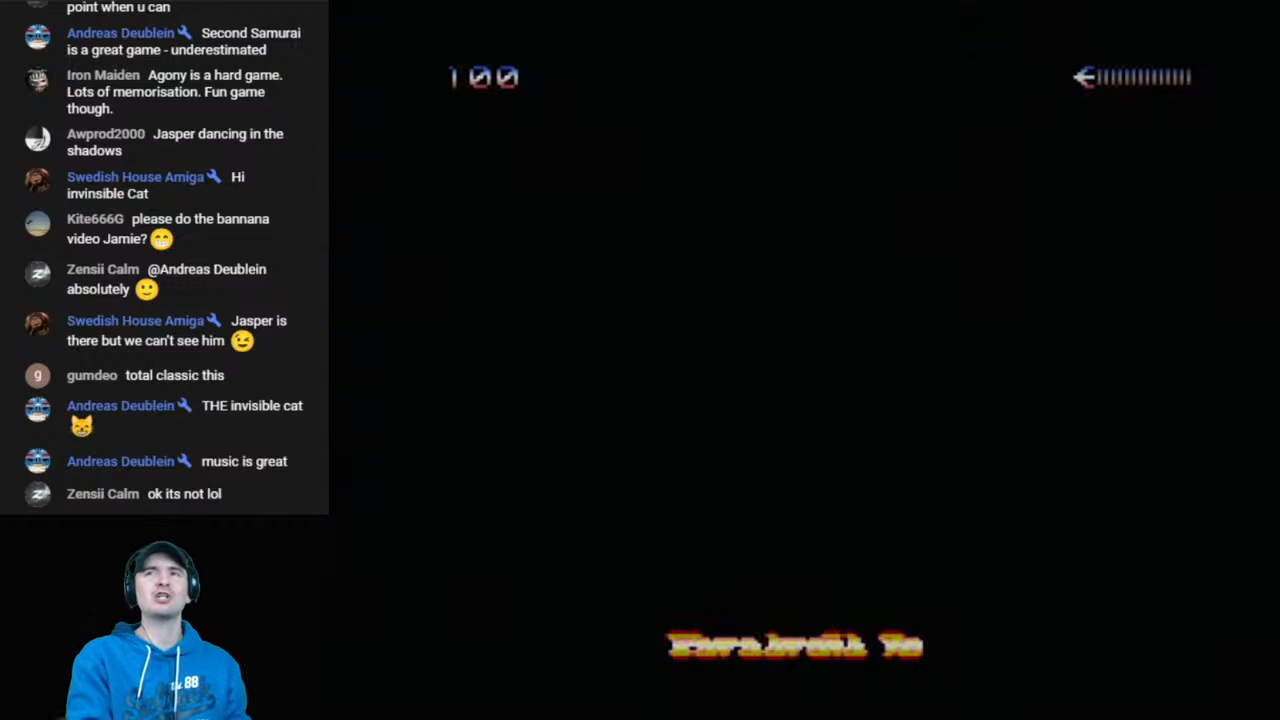 point when u can
Andreas Deublein Second Samurai
is a great game - underestimated
Iron Maiden Agony is a hard game.
Lots of memorisation. Fun game
though.
Awprod2000 Jasper dancing in the
shadows
Swedish House Amiga Hi
invinsible Cat
Kite666G please do the bannana
video Jamie?
Zensii Calm @Andreas Deublein
absolutely
Swedish House Amiga Jasper is
there but we can't see him
gumdeo total classic this
Andreas Deublein THE invisible cat
Andreas Deublein music is great
Zensii Calm ok its not lol
g
100
88